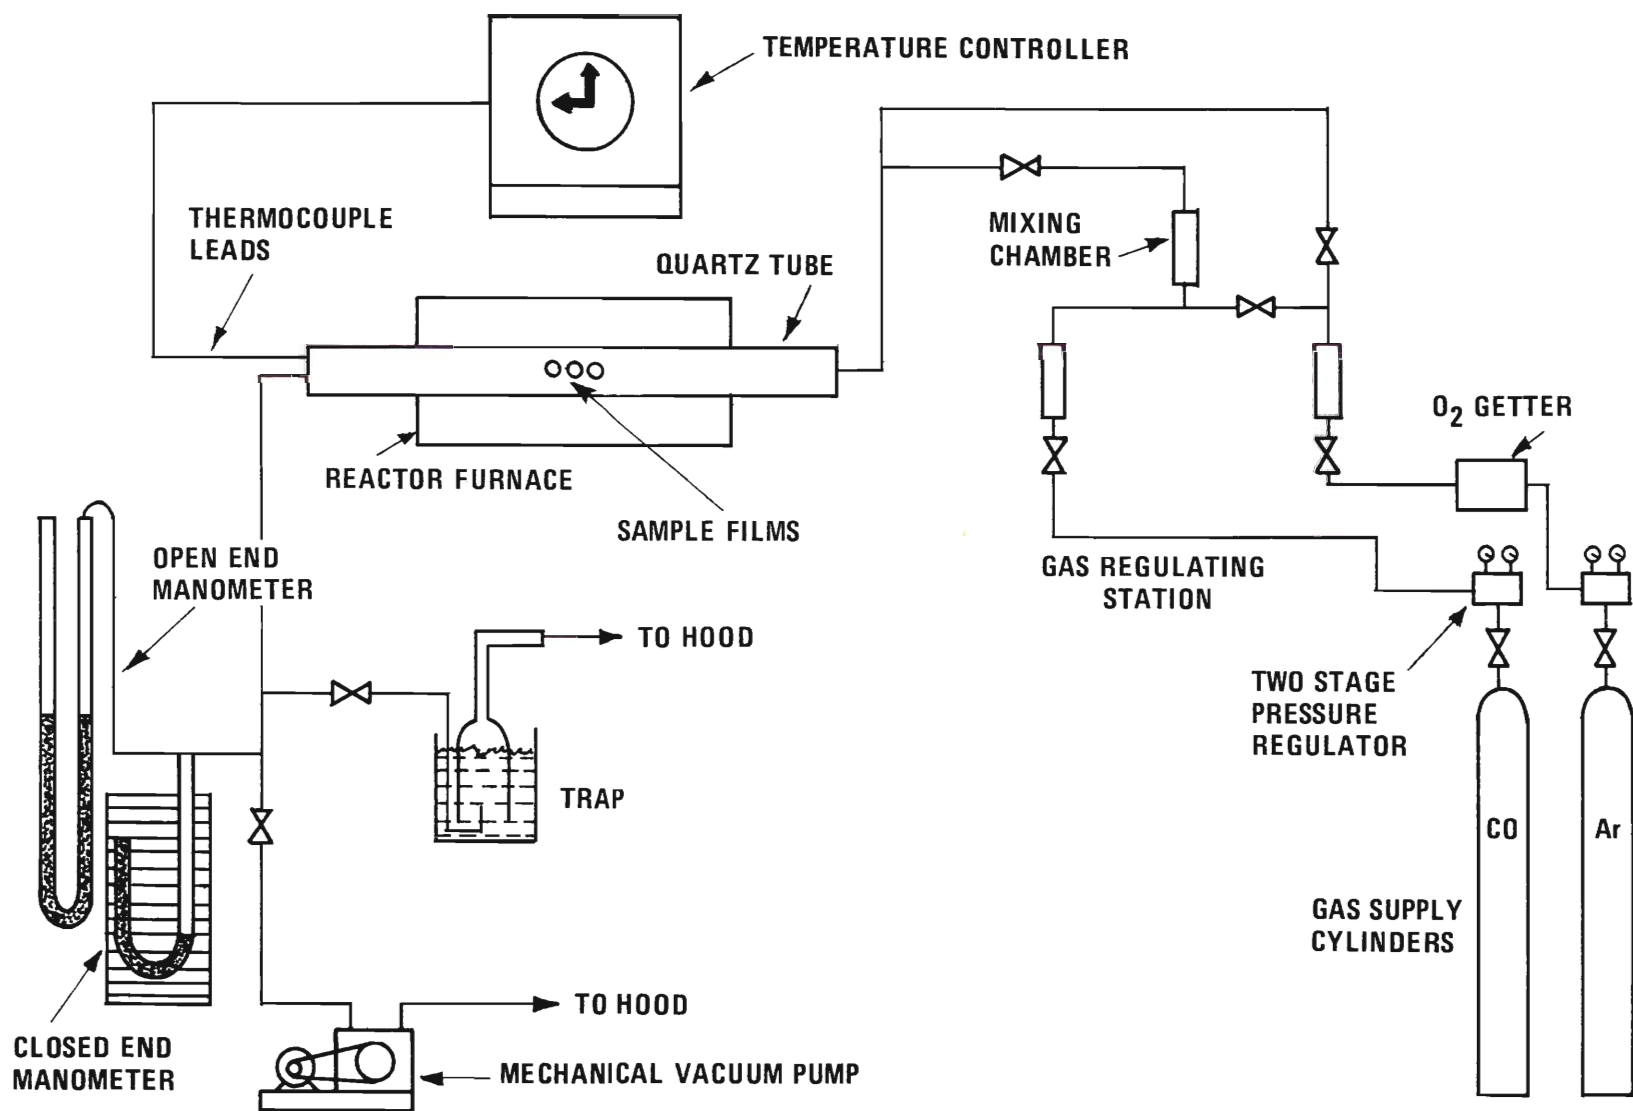 TEMPERATURE CONTROLLER
THERMOCOUPLE
LEADS
QUARTZ TUBE
MIXING
CHAMBER
O2 GETTER
REACTOR FURNACE
SAMPLE FILMS
OPEN END
MANOMETER
GAS REGULATING
STATION
TO HOOD
TWO STAGE
PRESSURE
REGULATOR
TRAP
CO
Ar
GAS SUPPLY
CYLINDERS
TO HOOD
CLOSED END
MANOMETER
MECHANICAL VACUUM PUMP